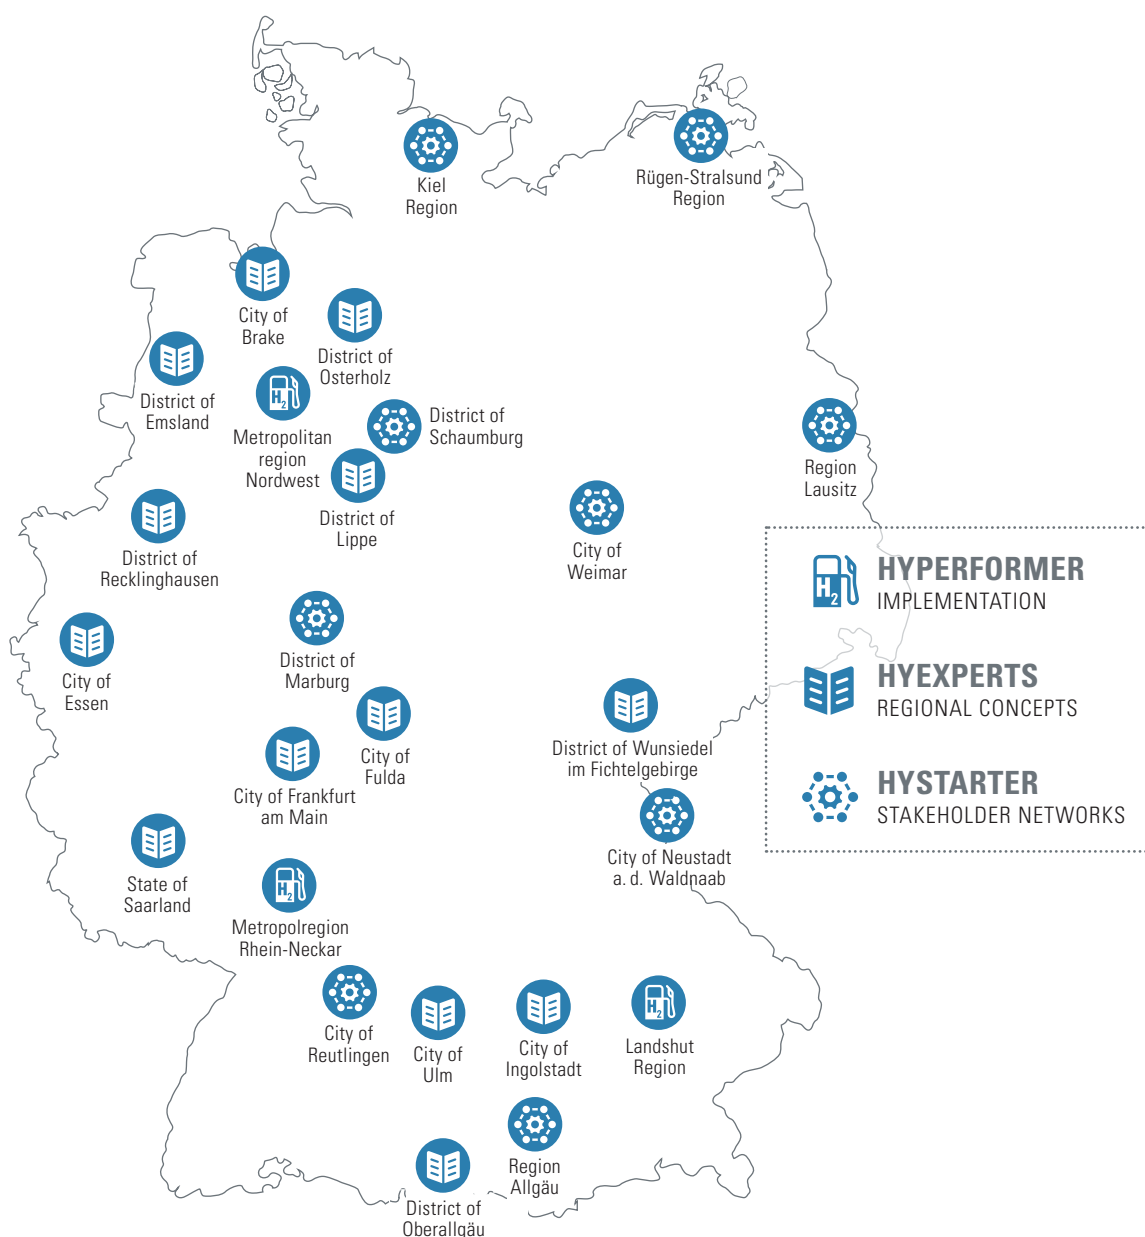 Kiel
Region
Rügen-Stralsund
Region
City of
Brake
District of
Osterholz
District of
Emsland
H2
Metropolitan
region
Nordwest
District of
Schaumburg
Region
Lausitz
District of
Lippe
City of
Weimar
District of
Recklinghausen
H2
HYPERFORMER
IMPLEMENTATION
City of
Essen
District of
Marburg
HYEXPERTS
REGIONAL CONCEPTS
City of
Fulda
District of Wunsiedel
im Fichtelgebirge
City of Frankfurt
am Main
HYSTARTER
STAKEHOLDER NETWORKS
City of Neustadt
a. d. Waldnaab
State of
Saarland
H2
Metropolregion
Rhein-Neckar
City of
Reutlingen
City of
Ulm
City of
Ingolstadt
H2
Landshut
Region
Region
Allgäu
District of
Oberallgäu